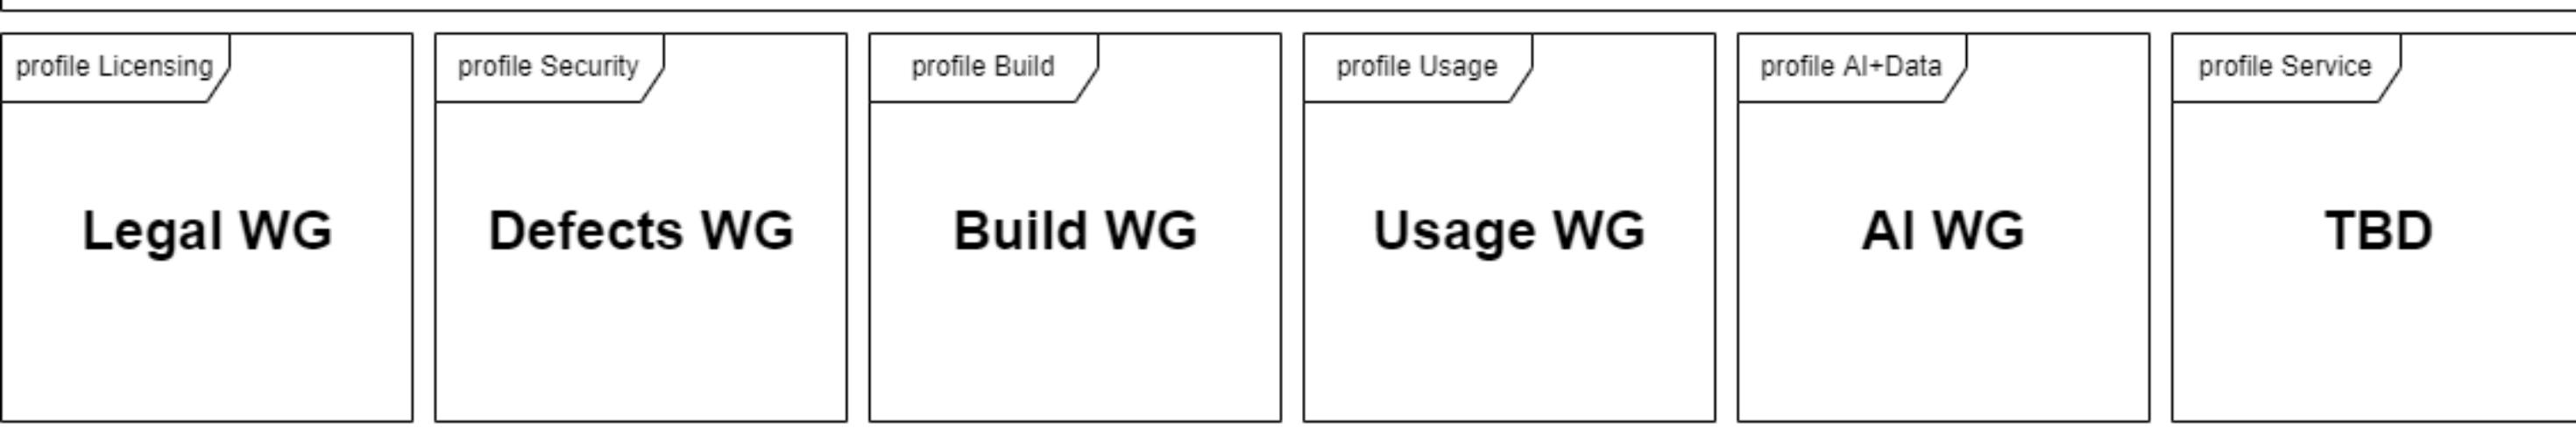 profile Licensing
Legal WG
profile Security
Defects WG
profile Build
Build WG
profile Usage
Usage WG
profile AI+Data
AI WG
profile Service
TBD